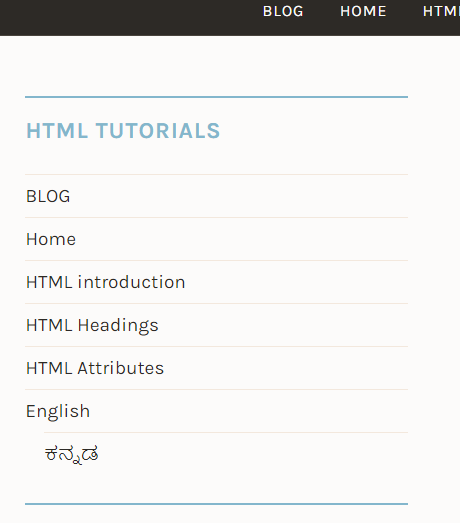 BLOG HOME
HTML TUTORIALS
BLOG
Home
HTML introduction
HTML Headings
HTML Attributes
English
ಕನ್ನಡ